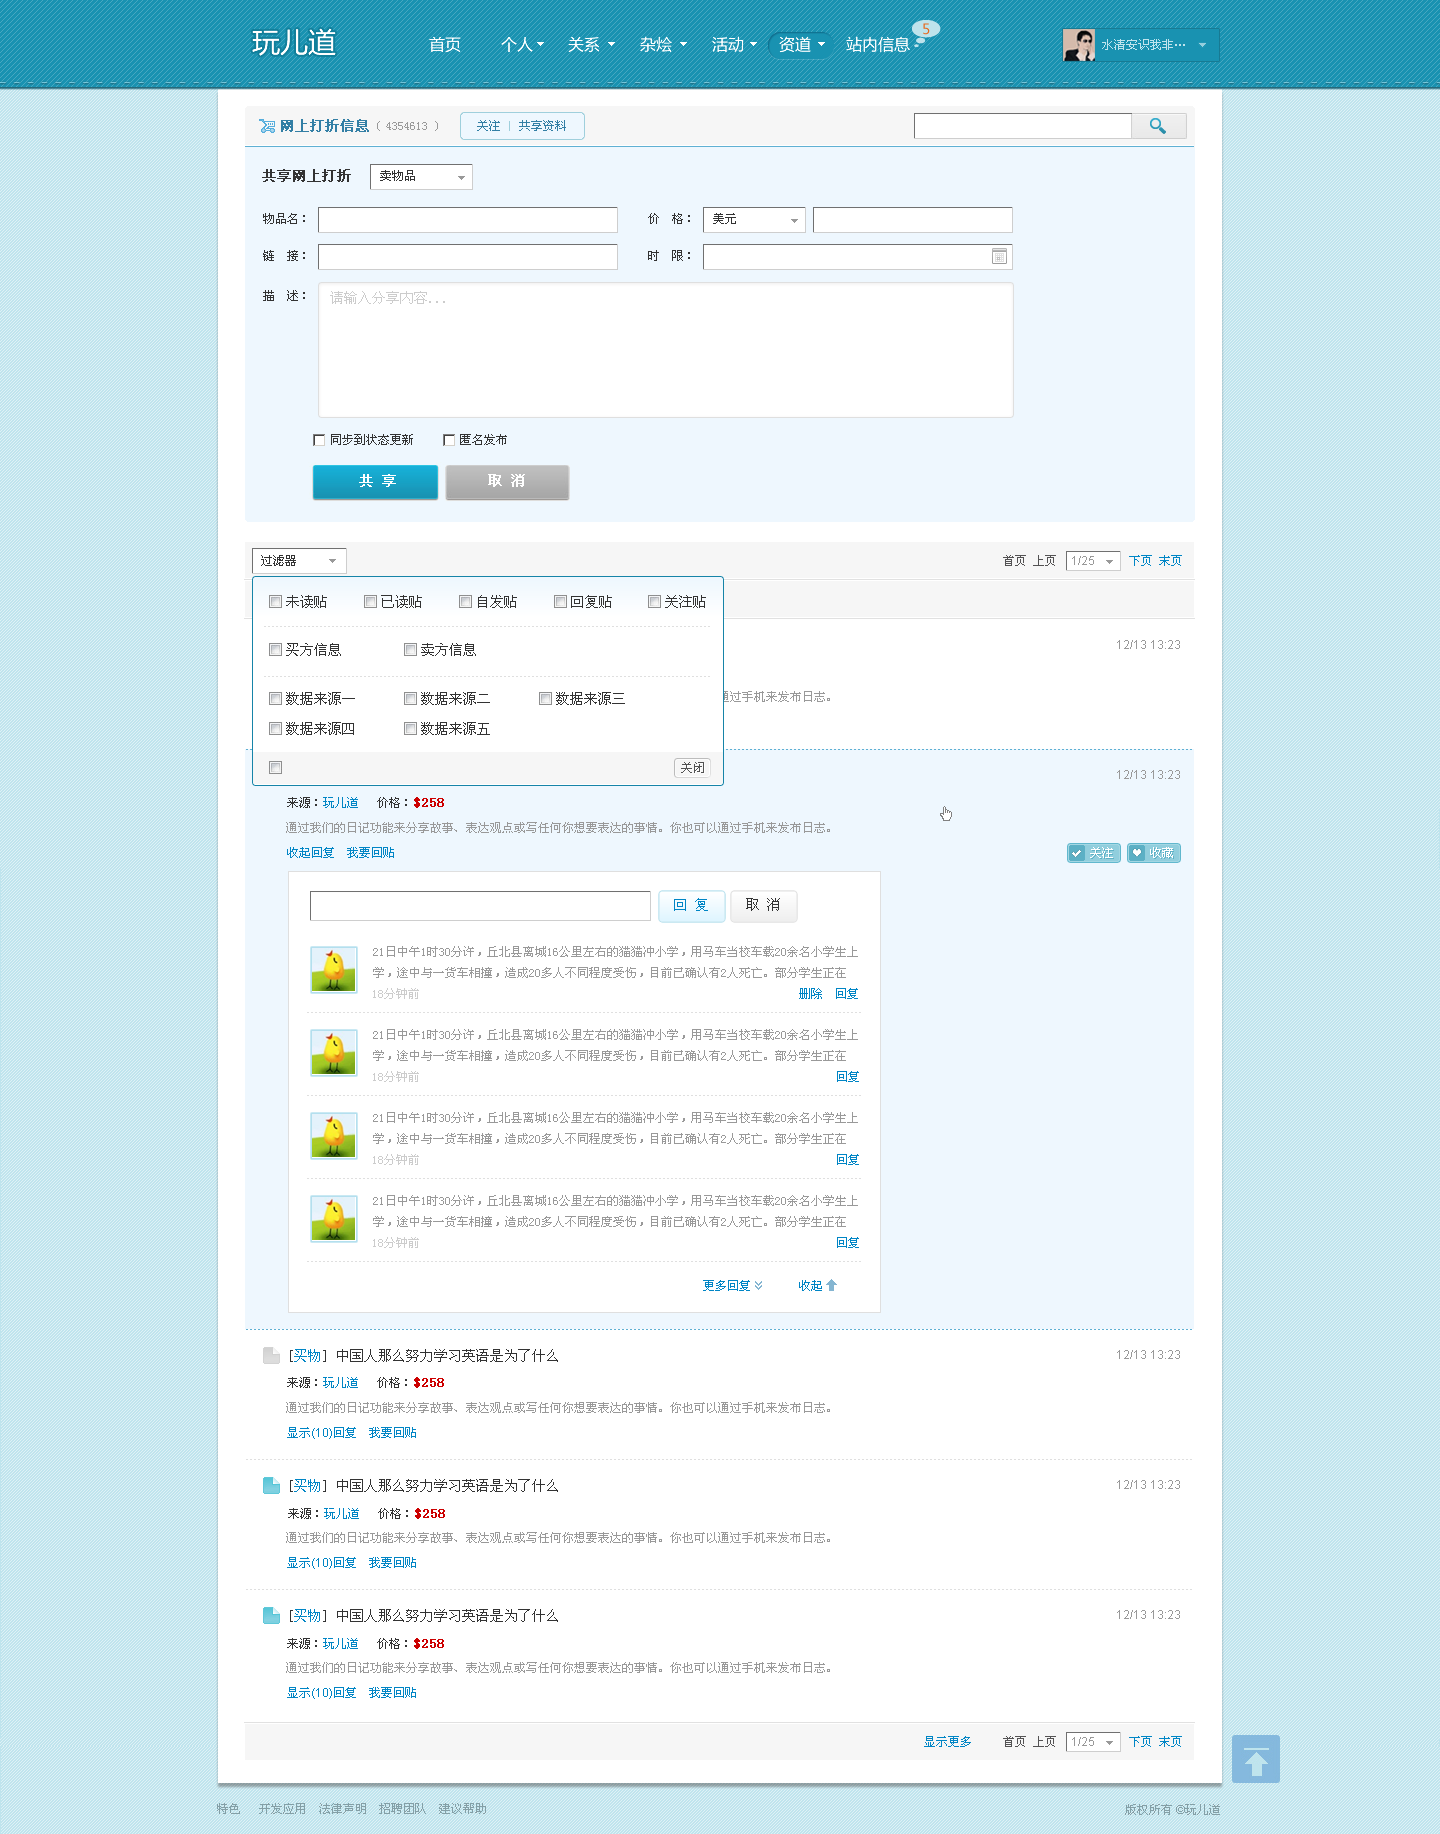 玩儿道
首页 个人 关系 杂烩 活动 资道 站内信息 5
水清安识我非…
网上打折信息 ( 4354613 ) 关注 | 共享资料
共享网上打折 卖物品
物品名： 价 格： 美元
链 接： 时 限：
描 述： 请输入分享内容...
同步到状态更新 匿名发布
共 享 取 消
过滤器 首页 上页 1/25 下页 末页
未读贴 已读贴 自发贴 回复贴 关注贴
买方信息 卖方信息
12/13 13:23
数据来源一 数据来源二 数据来源三
通过手机来发布日志。
数据来源四 数据来源五
关闭
12/13 13:23
来源：玩儿道 价格：$258
通过我们的日记功能来分享故事、表达观点或写任何你想要表达的事情。你也可以通过手机来发布日志。
收起回复 我要回贴 关注 收藏
回 复 取 消
21日中午1时30分许，丘北县离城16公里左右的猫猫冲小学，用马车当校车载20余名小学生上
学，途中与一货车相撞，造成20多人不同程度受伤，目前已确认有2人死亡。部分学生正在
18分钟前 删除 回复
21日中午1时30分许，丘北县离城16公里左右的猫猫冲小学，用马车当校车载20余名小学生上
学，途中与一货车相撞，造成20多人不同程度受伤，目前已确认有2人死亡。部分学生正在
18分钟前 回复
21日中午1时30分许，丘北县离城16公里左右的猫猫冲小学，用马车当校车载20余名小学生上
学，途中与一货车相撞，造成20多人不同程度受伤，目前已确认有2人死亡。部分学生正在
18分钟前 回复
21日中午1时30分许，丘北县离城16公里左右的猫猫冲小学，用马车当校车载20余名小学生上
学，途中与一货车相撞，造成20多人不同程度受伤，目前已确认有2人死亡。部分学生正在
18分钟前 回复
更多回复 收起
[买物] 中国人那么努力学习英语是为了什么 12/13 13:23
来源：玩儿道 价格：$258
通过我们的日记功能来分享故事、表达观点或写任何你想要表达的事情。你也可以通过手机来发布日志。
显示(10)回复 我要回贴
[买物] 中国人那么努力学习英语是为了什么 12/13 13:23
来源：玩儿道 价格：$258
通过我们的日记功能来分享故事、表达观点或写任何你想要表达的事情。你也可以通过手机来发布日志。
显示(10)回复 我要回贴
[买物] 中国人那么努力学习英语是为了什么 12/13 13:23
来源：玩儿道 价格：$258
通过我们的日记功能来分享故事、表达观点或写任何你想要表达的事情。你也可以通过手机来发布日志。
显示(10)回复 我要回贴
显示更多 首页 上页 1/25 下页 末页
特色 开发应用 法律声明 招聘团队 建议帮助 版权所有 ©玩儿道